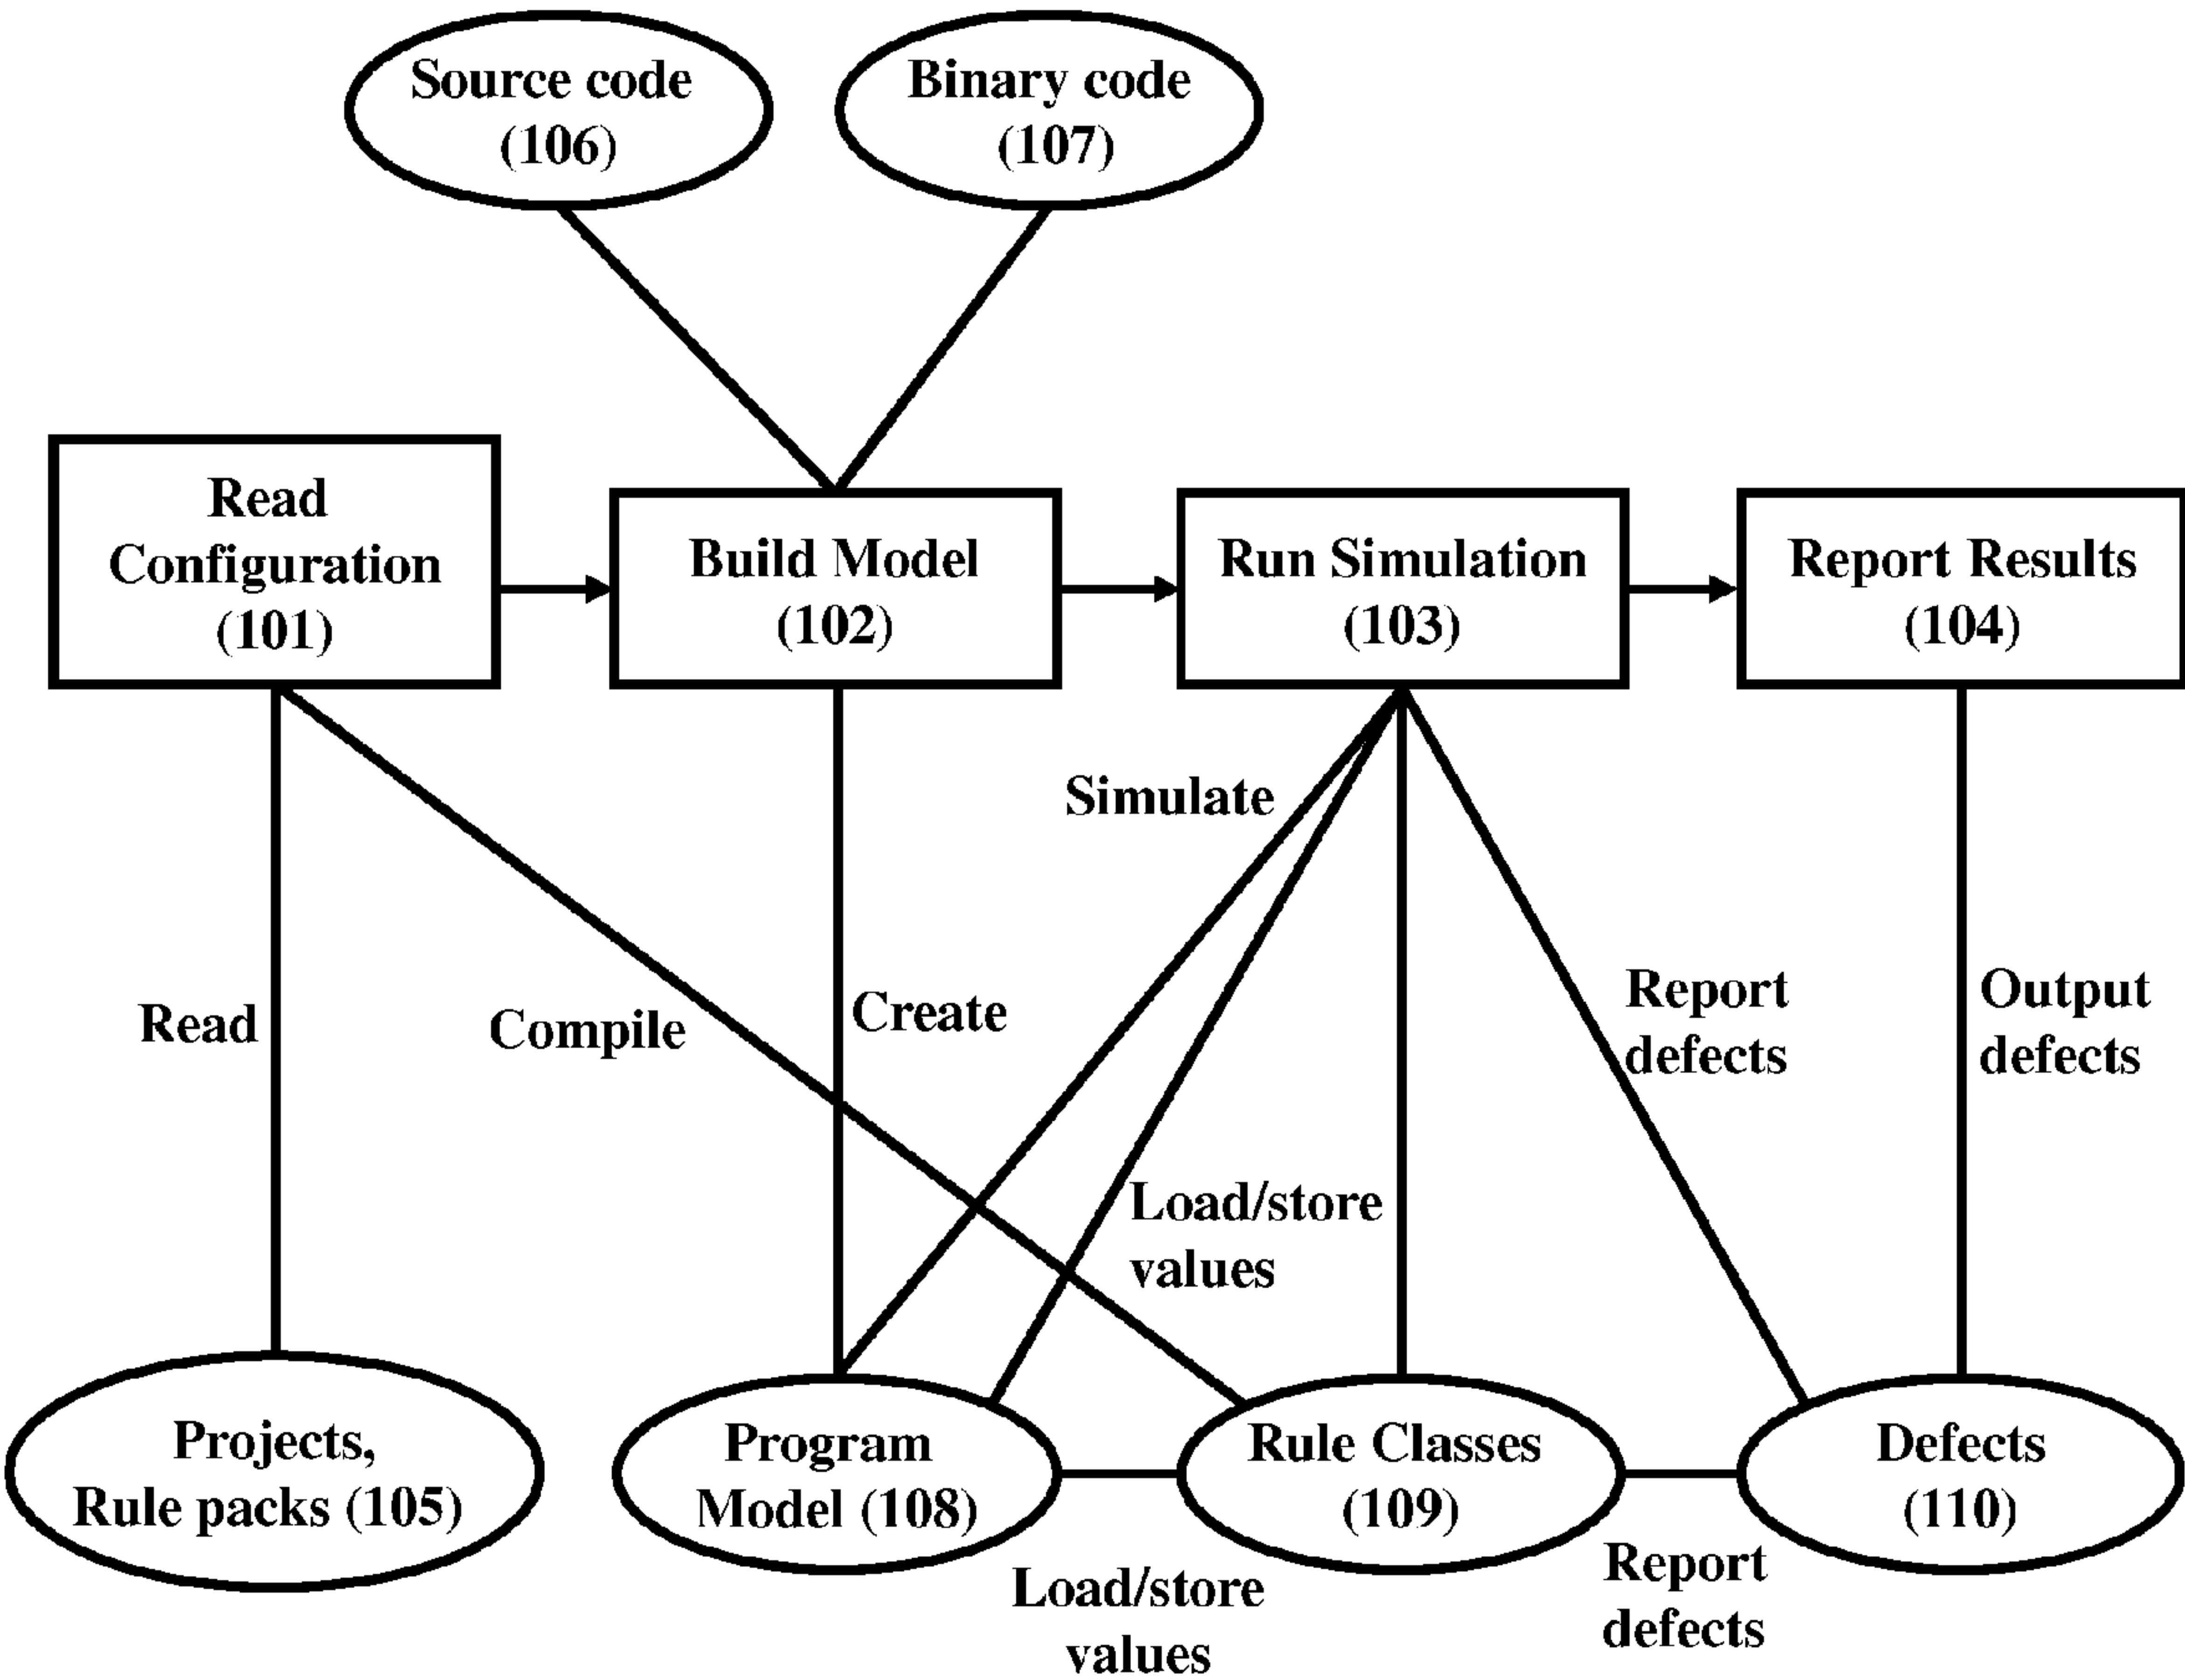 Source code
(106)
Binary code
(107)
Read
Configuration
(101)
Build Model
(102)
Run Simulation
(103)
Report Results
(104)
Simulate
Read
Compile
Create
Report
defects
Output
defects
Load/store
values
Projects,
Rule packs (105)
Program
Model (108)
Rule Classes
(109)
Defects
(110)
Load/store
values
Report
defects